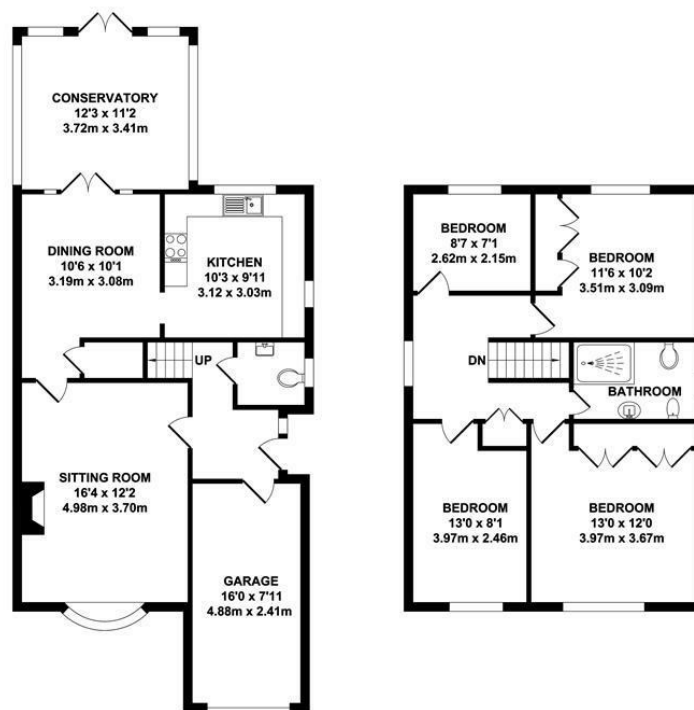 CONSERVATORY
12'3 x 11'2
3.72m x 3.41m
DINING ROOM
10'6 x 10'1
3.19m x 3.08m
KITCHEN
10'3 x 9'11
3.12 x 3.03m
UP
SITTING ROOM
16'4 x 12'2
4.98m x 3.70m
GARAGE
16'0 x 7'11
4.88m x 2.41m
BEDROOM
8'7 x 7'1
2.62m x 2.15m
BEDROOM
11'6 x 10'2
3.51m x 3.09m
DN
BATHROOM
BEDROOM
13'0 x 8'1
3.97m x 2.46m
BEDROOM
13'0 x 12'0
3.97m x 3.67m